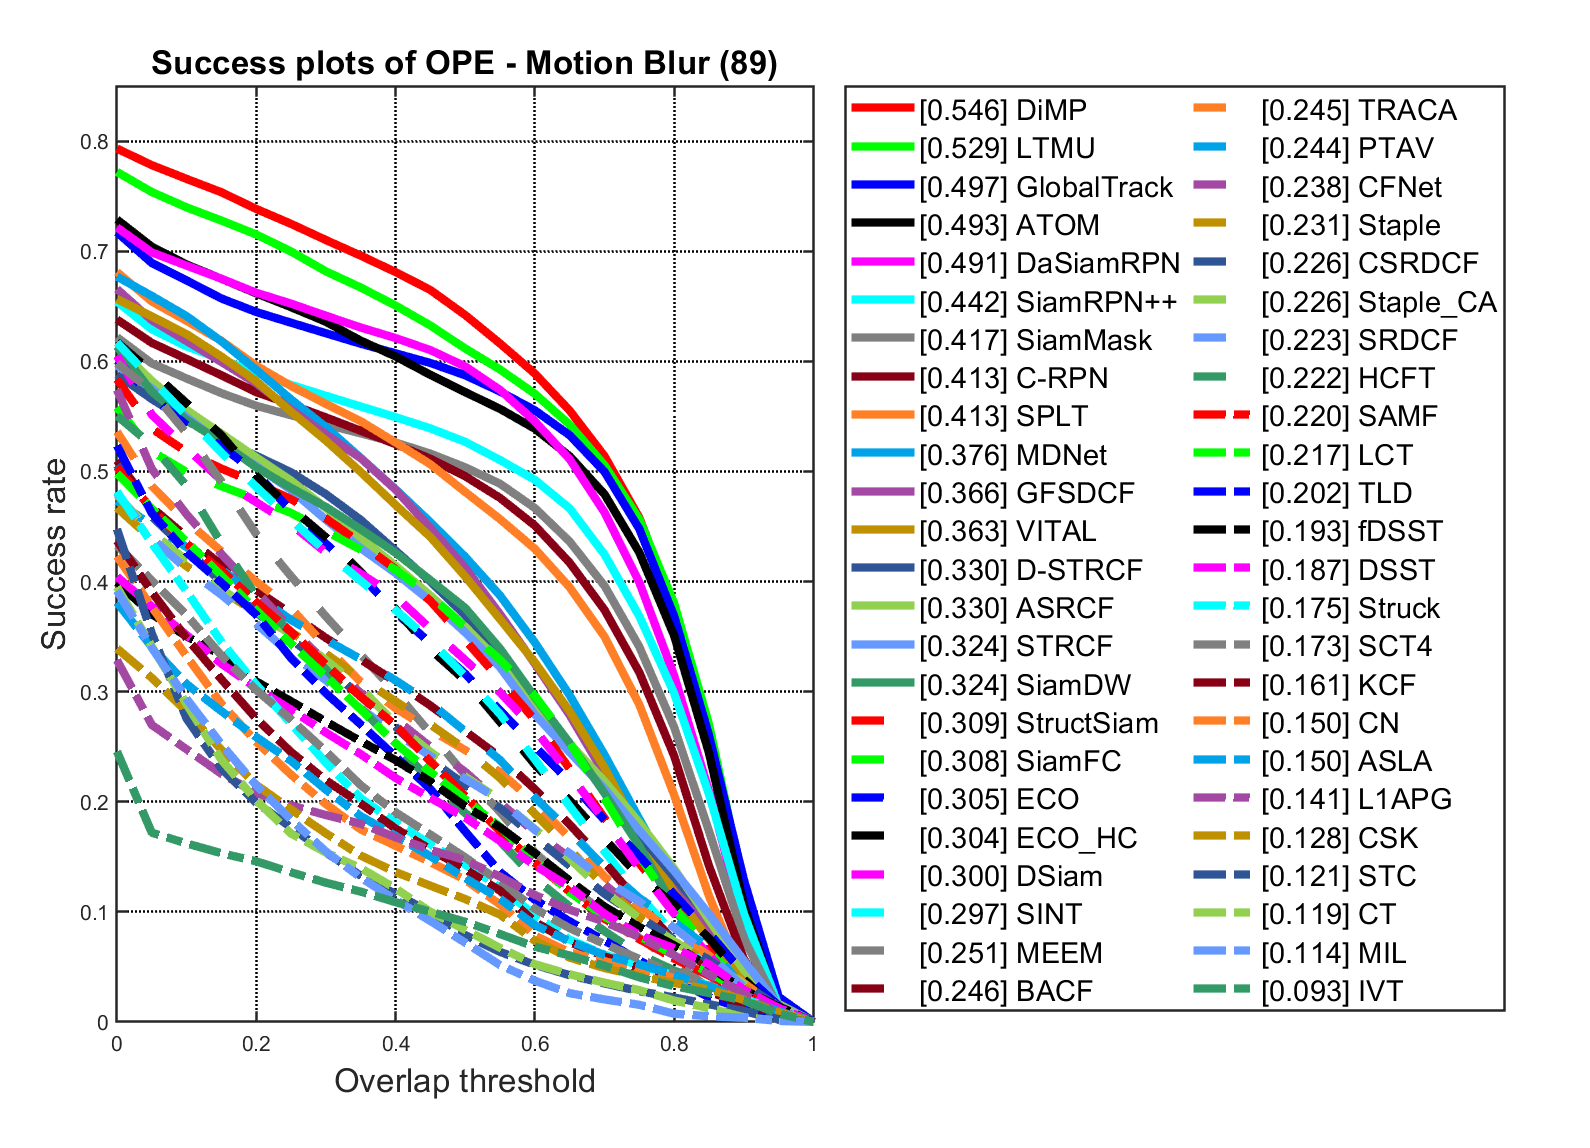 Success plots of OPE - Motion Blur (89)
Success rate
0.8
0.7
0.6
0.5
0.4
0.3
0.2
0.1
0
0 0.2 0.4 0.6 0.8 1
Overlap threshold
[0.546] DiMP
[0.529] LTMU
[0.497] GlobalTrack
[0.493] ATOM
[0.491] DaSiamRPN
[0.442] SiamRPN++
[0.417] SiamMask
[0.413] C-RPN
[0.413] SPLT
[0.376] MDNet
[0.366] GFSDCF
[0.363] VITAL
[0.330] D-STRCF
[0.330] ASRCF
[0.324] STRCF
[0.324] SiamDW
[0.309] StructSiam
[0.308] SiamFC
[0.305] ECO
[0.304] ECO_HC
[0.300] DSiam
[0.297] SINT
[0.251] MEEM
[0.246] BACF
[0.245] TRACA
[0.244] PTAV
[0.238] CFNet
[0.231] Staple
[0.226] CSRDCF
[0.226] Staple_CA
[0.223] SRDCF
[0.222] HCFT
[0.220] SAMF
[0.217] LCT
[0.202] TLD
[0.193] fDSST
[0.187] DSST
[0.175] Struck
[0.173] SCT4
[0.161] KCF
[0.150] CN
[0.150] ASLA
[0.141] L1APG
[0.128] CSK
[0.121] STC
[0.119] CT
[0.114] MIL
[0.093] IVT